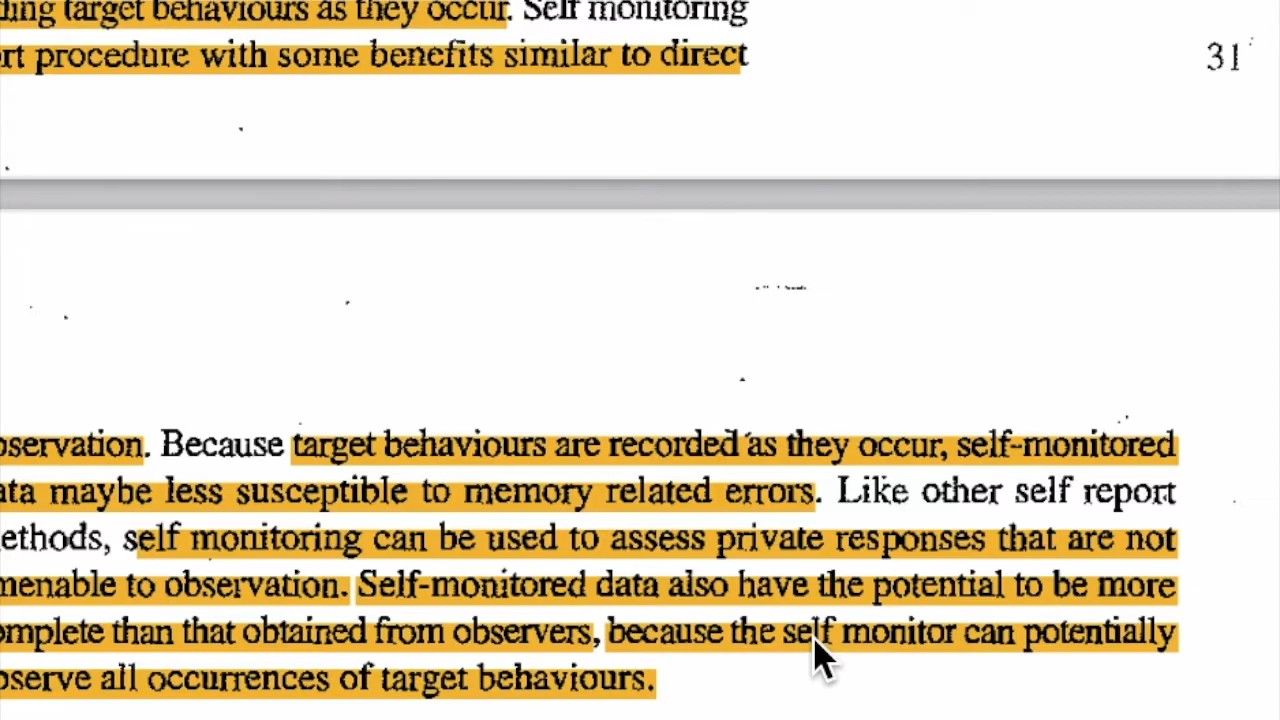 ding target behaviours as they occur. Self monitoring
rt procedure with some benefits similar to direct
31
bservation. Because target behaviours are recorded as they occur, self-monitored
ata maybe less susceptible to memory related errors. Like other self report
ethods, self monitoring can be used to assess private responses that are not
menable to observation. Self-monitored data also have the potential to be more
omplete than that obtained from observers, because the self monitor can potentially
bserve all occurrences of target behaviours.